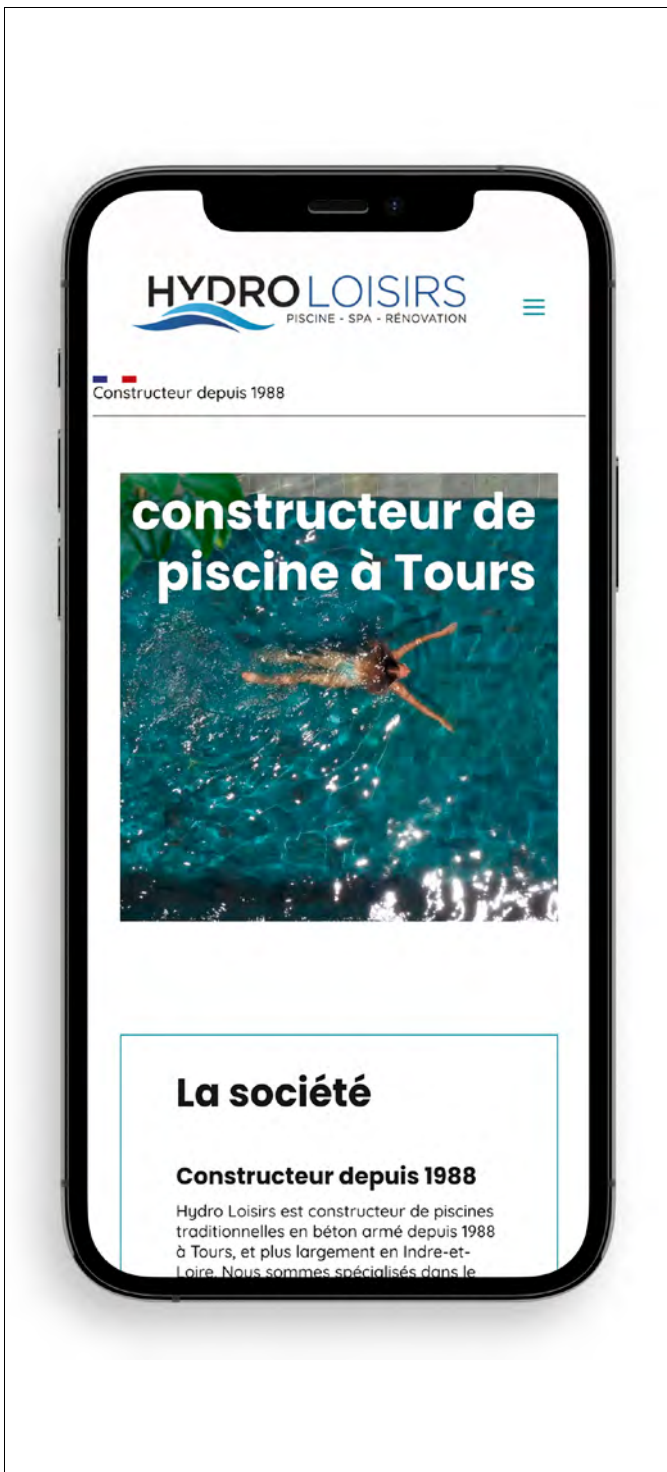 HYDRO LOISIRS
PISCINE - SPA - RÉNOVATION
Constructeur depuis 1988
constructeur de
piscine à Tours
La société
Constructeur depuis 1988
Hydro Loisirs est constructeur de piscines
traditionnelles en béton armé depuis 1988
à Tours, et plus largement en Indre-et-
Loire. Nous sommes spécialisés dans le